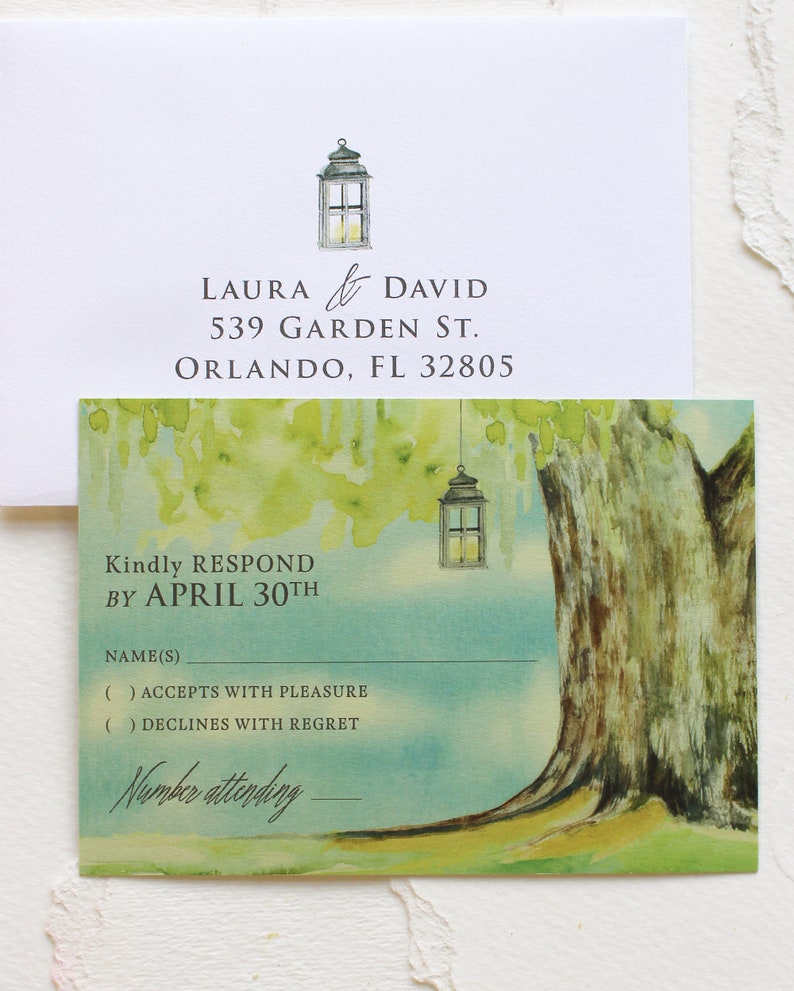 Laura & David
539 Garden St.
Orlando, FL 32805
Kindly RESPOND
BY APRIL 30TH
NAME(S)
( ) ACCEPTS WITH PLEASURE
( ) DECLINES WITH REGRET
Number attending